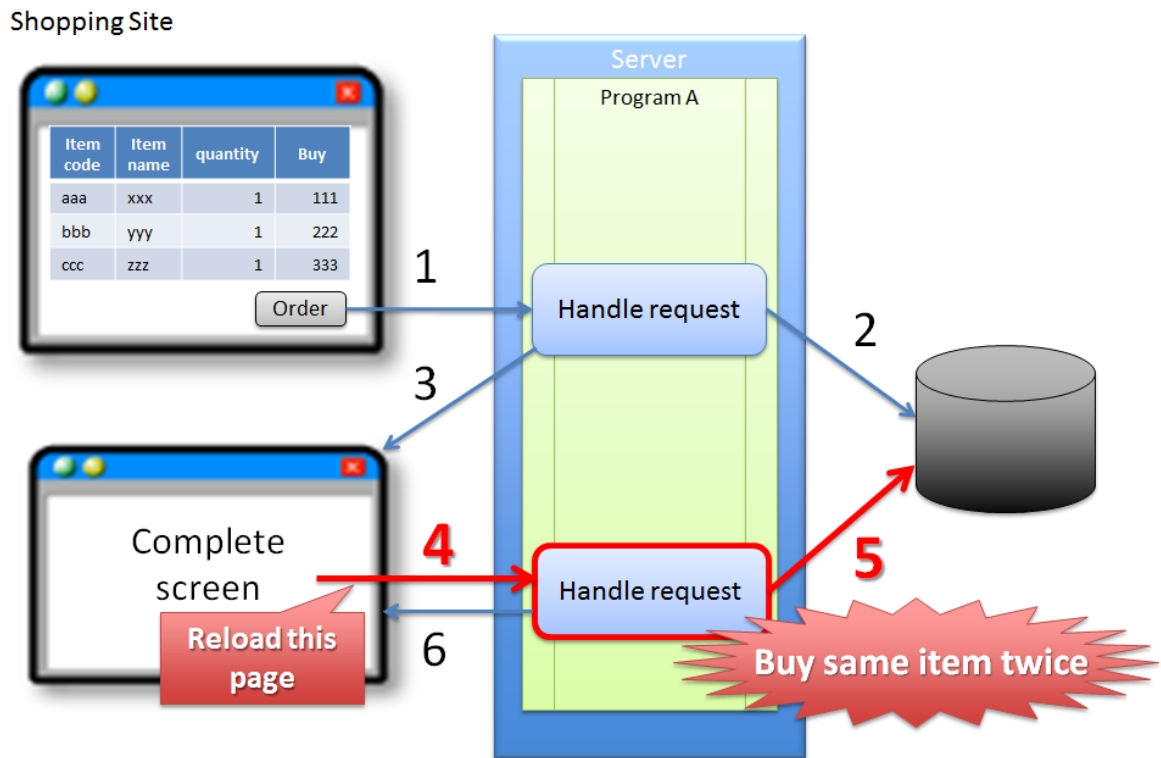 Shopping Site
Server
Program A
Item code
Item name
quantity
Buy
aaa xxx 1 111
bbb yyy 1 222
ccc zzz 1 333
Order
1
Handle request
2
3
Complete
screen
4
Handle request
5
Reload this
page
6
Buy same item twice